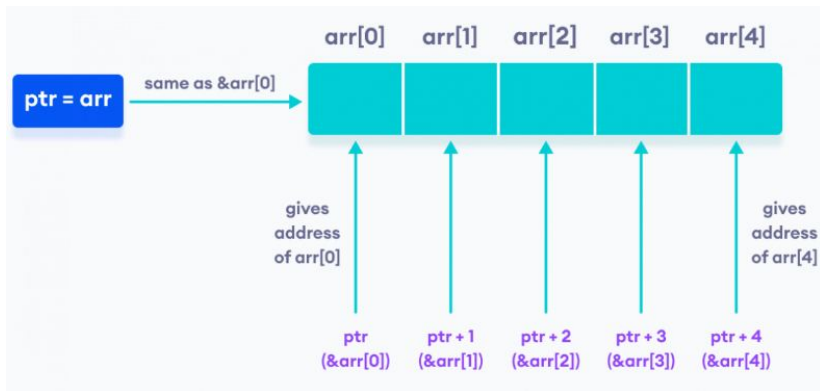 arr[0] arr[1] arr[2] arr[3] arr[4]
ptr = arr
same as &arr[0]
gives
address
of arr[0]
gives
address
of arr[4]
ptr ptr + 1 ptr + 2 ptr + 3 ptr + 4
(&arr[0]) (&arr[1]) (&arr[2]) (&arr[3]) (&arr[4])